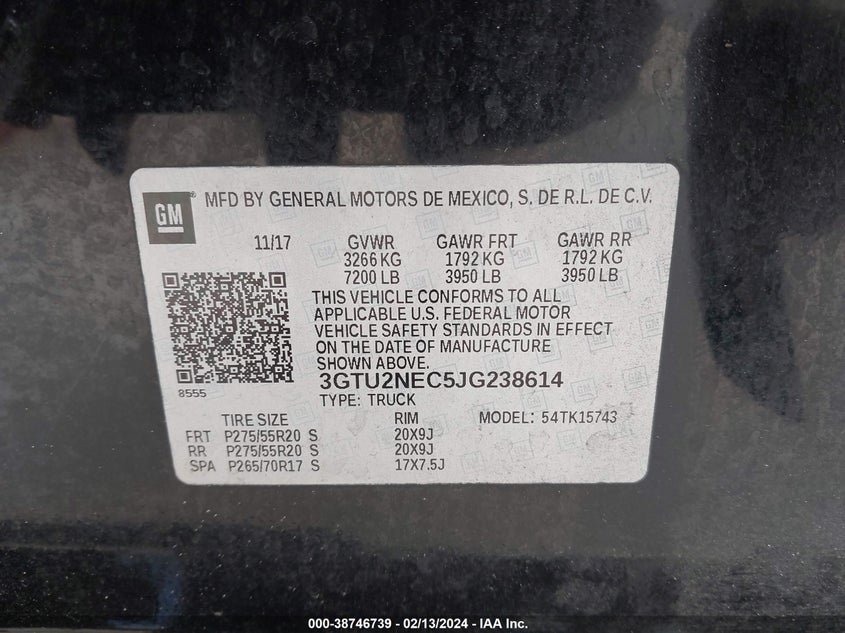 GM ® MFD BY GENERAL MOTORS DE MEXICO, S. DE R.L. DE C.V.
11/17 GVWR GAWR FRT GAWR RR
3266 KG 1792 KG 1792 KG
7200 LB 3950 LB 3950 LB
THIS VEHICLE CONFORMS TO ALL
APPLICABLE U.S. FEDERAL MOTOR
VEHICLE SAFETY STANDARDS IN EFFECT
ON THE DATE OF MANUFACTURE
SHOWN ABOVE.
8555 3GTU2NEC5JG238614
TYPE: TRUCK
TIRE SIZE RIM MODEL: 54TK15743
FRT P275/55R20 S 20X9J
RR P275/55R20 S 20X9J
SPA P265/70R17 S 17X7.5J
000-38746739 - 02/13/2024 - IAA Inc.